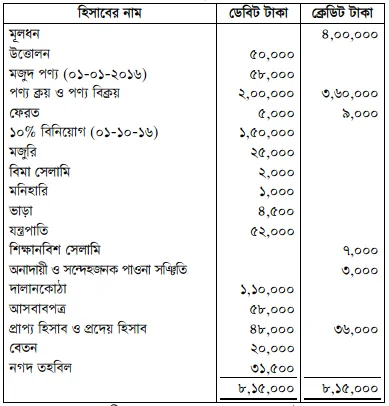 হিসাবের নাম ডেবিট টাকা ক্রেডিট টাকা
মূলধন ৪,০০,০০০
উত্তোলন ৫০,০০০
মজুদ পণ্য (০১-০১-২০১৬) ৫৮,০০০
পণ্য ক্রয় ও পণ্য বিক্রয় ২,০০,০০০ ৩,৬০,০০০
ফেরত ৫,০০০ ৯,০০০
১০% বিনিয়োগ (০১-১০-১৬) ১,৫০,০০০
মজুরি ২৫,০০০
বিমা সেলামি ২,০০০
মনিহারি ১,০০০
ভাড়া ৪,৫০০
যন্ত্রপাতি ৫২,০০০
শিক্ষানবিশ সেলামি ৭,০০০
অনাদায়ী ও সন্দেহজনক পাওনা সঞ্চিতি ৩,০০০
দালানকোঠা ১,১০,০০০
আসবাবপত্র ৫৮,০০০
প্রাপ্য হিসাব ও প্রদেয় হিসাব ৪৮,০০০ ৩৬,০০০
বেতন ২০,০০০
নগদ তহবিল ৩১,৫০০
৮,১৫,০০০ ৮,১৫,০০০